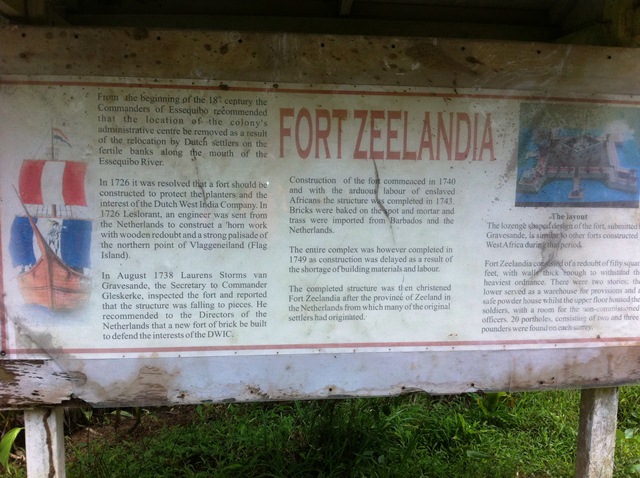 From the beginning of the 18th century the
Commanders of Essequibo recommended
that the location of the colony's
administrative centre be removed as a result
of the relocation by Dutch settlers on the
fertile banks along the mouth of the
Essequibo River.
In 1726 it was resolved that a fort should be
constructed to protect the planters and the
interest of the Dutch West India Company. In
1726 Leslorant, an engineer was sent from
the Netherlands to construct a 'horn work
with wooden redoubt and a strong palisade of
the northern point of Vlaggeneiland (Flag
Island).
In August 1738 Laurens Storms van
Gravesande, the Secretary to Commander
Gleskerke, inspected the fort and reported
that the structure was falling to pieces. He
recommended to the Directors of the
Netherlands that a new fort of brick be built
to defend the interests of the DWIC.
FORT ZEELANDIA
Construction of the fort commenced in 1740
and with the arduous labour of enslaved
Africans the structure was completed in 1743.
Bricks were baked on the spot and mortar and
trass were imported from Barbados and the
Netherlands.
The entire complex was however completed in
1749 as construction was delayed as a result of
the shortage of building materials and labour.
The completed structure was then christened
Fort Zeelandia after the province of Zeeland in
the Netherlands from which many of the original
settlers had originated.
The layout
The lozenge shaped design of the fort, submitted
Gravesande, is similar to other forts constructed
West Africa during that period.
Fort Zeelandia consisted of a redoubt of fifty squar
feet, with walls thick enough to withstand th
heaviest ordinance. There were two stories; the
lower served as a warehouse for provisions and a
safe powder house whilst the upper floor housed the
soldiers, with a room for the non-commissioned
officers. 20 portholes, consisting of two and three
pounders were found on each